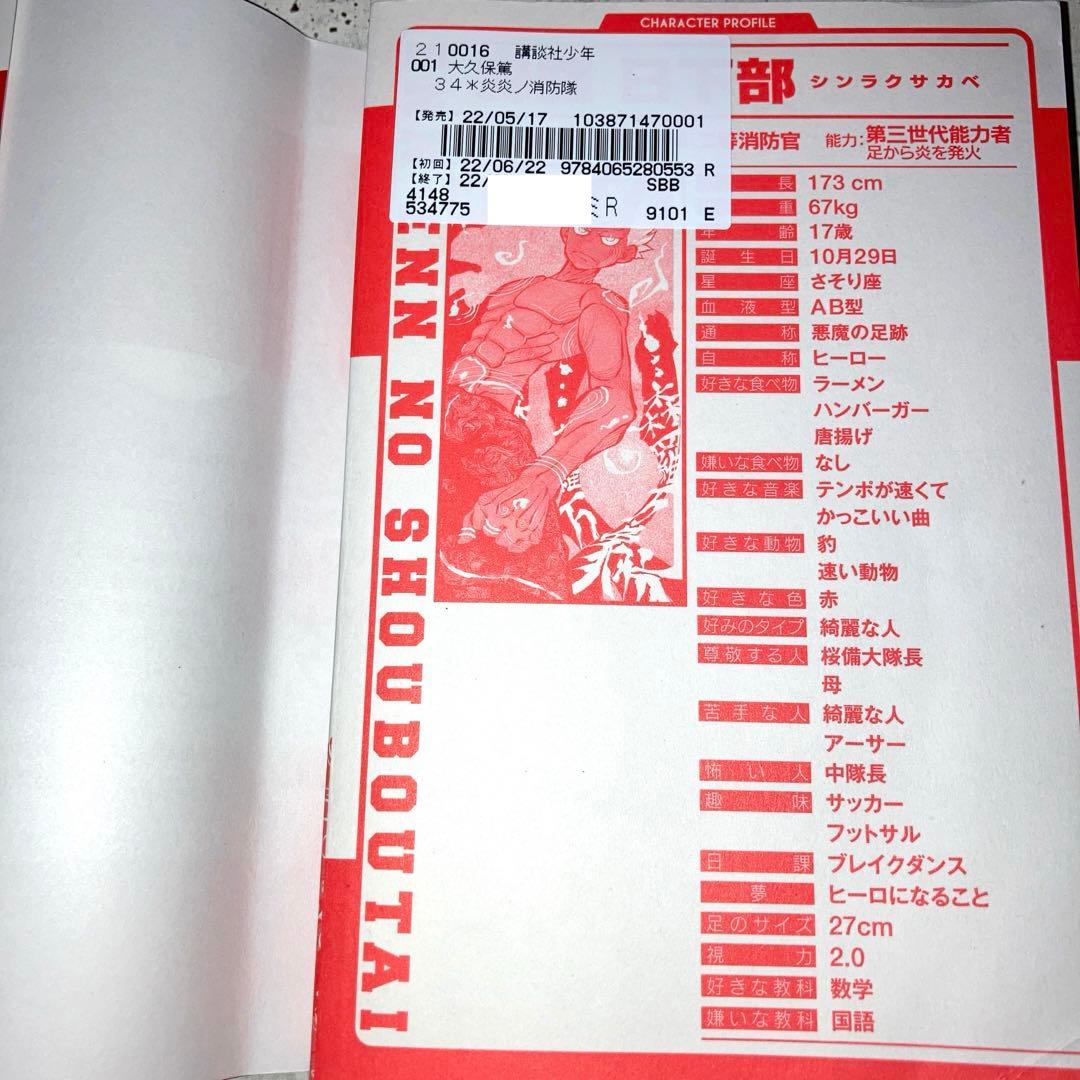 CHARACTER PROFILE
２１0016 講談社少年
001 大久保篤
３４＊炎炎ノ消防隊
【発売】 22/05/17 103871470001
【初回】 22/06/22 9784065280553 R
【終了】 22/ SBB
4148
534775 ミR 9101 E
日下部 シンラクサカベ
等消防官 能力：第三世代能力者
足から炎を発火
長 173 cm
重 67kg
年齢 17歳
誕生日 10月29日
星座 さそり座
血液型 AB型
通称 悪魔の足跡
自称 ヒーロー
好きな食べ物 ラーメン
ハンバーガー
唐揚げ
嫌いな食べ物 なし
好きな音楽 テンポが速くて
かっこいい曲
好きな動物 豹
速い動物
好きな色 赤
好みのタイプ 綺麗な人
尊敬する人 桜備大隊長
母
苦手な人 綺麗な人
アーサー
怖い人 中隊長
趣味 サッカー
フットサル
日課 ブレイクダンス
夢 ヒーロになること
足のサイズ 27cm
視力 2.0
好きな教科 数学
嫌いな教科 国語
ENN NO SHOUBOUTAI